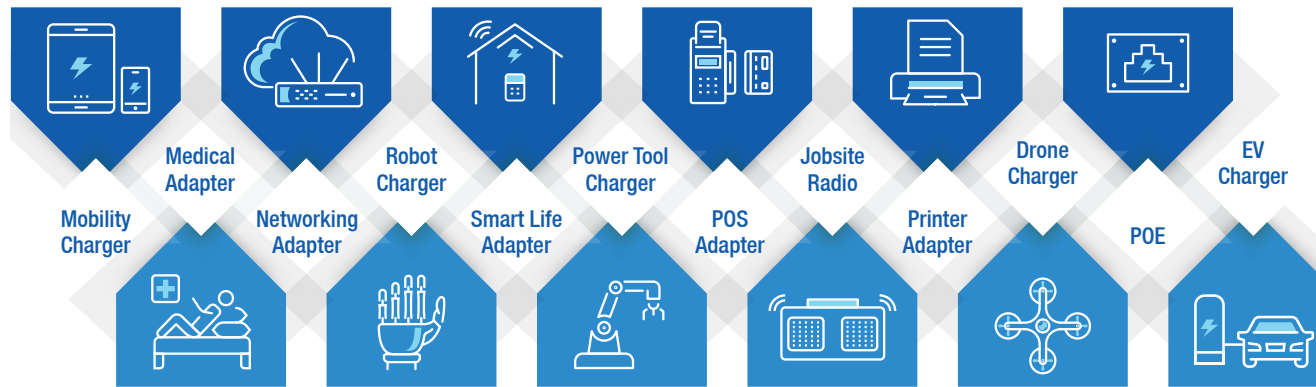 Medical
Adapter
Robot
Charger
Power Tool
Charger
Jobsite
Radio
Drone
Charger
EV
Charger
Mobility
Charger
Networking
Adapter
Smart Life
Adapter
POS
Adapter
Printer
Adapter
POE